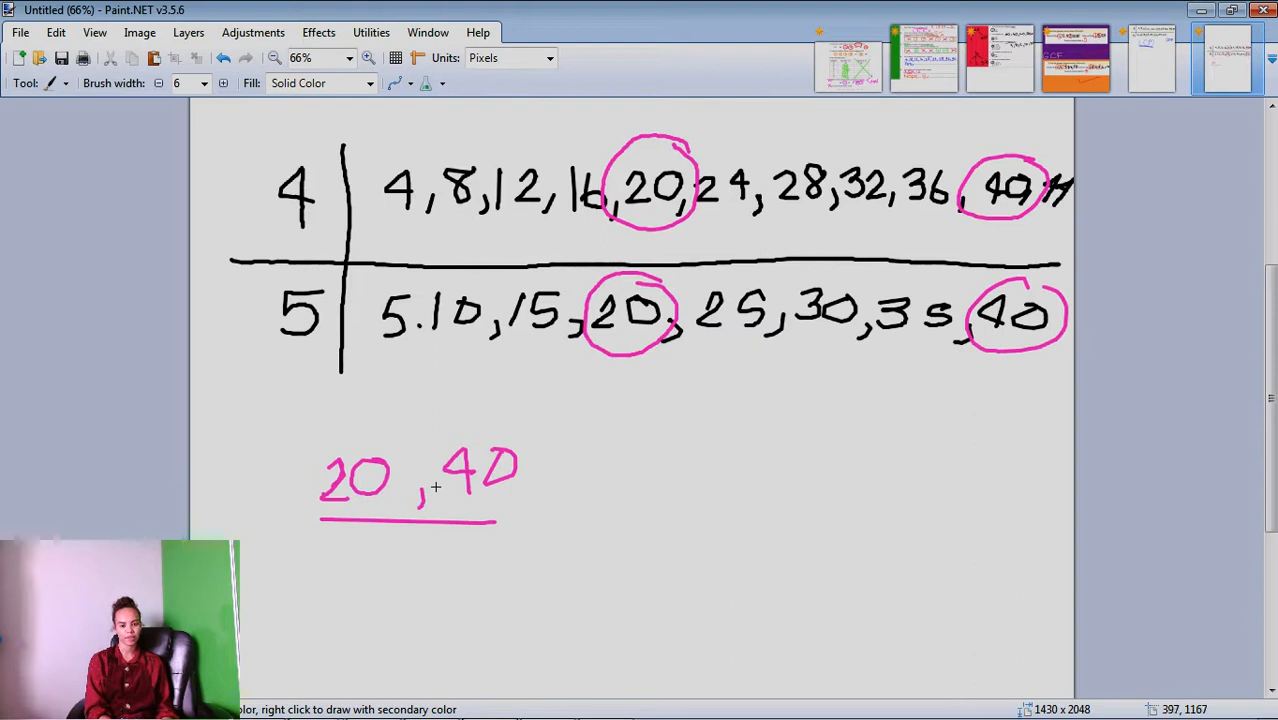 Untitled (66%) - Paint.NET v3.5.6
File Edit View Image Layers Adjustments Effects Utilities Window Help
66% Units: Pixels
Tool: Brush width: 6 Fill: Solid Color
4 4,8,12,16,20,24,28,32,36,40,
5 5.10,15,20,25,30,35,40
20 ,40
olor, right click to draw with secondary color 1430 x 2048 397, 1167